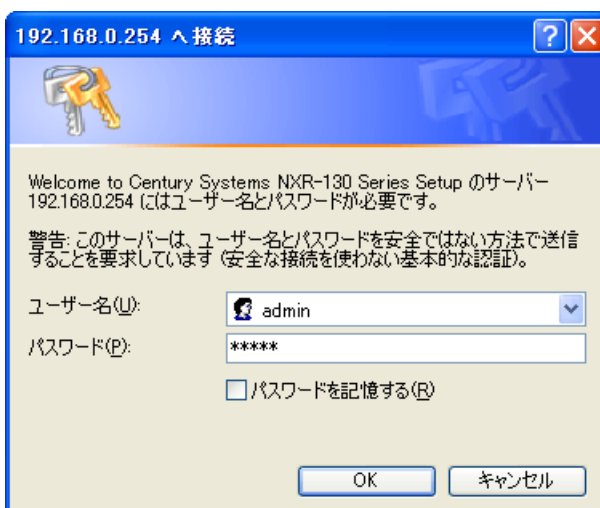 192.168.0.254 へ接続
Welcome to Century Systems NXR-130 Series Setup のサーバー
192.168.0.254 にはユーザー名とパスワードが必要です。
警告: このサーバーは、ユーザー名とパスワードを安全ではない方法で送信
することを要求しています (安全な接続を使わない基本的な認証)。
ユーザー名(U):
admin
パスワード(P):
*****
パスワードを記憶する(R)
OK
キャンセル